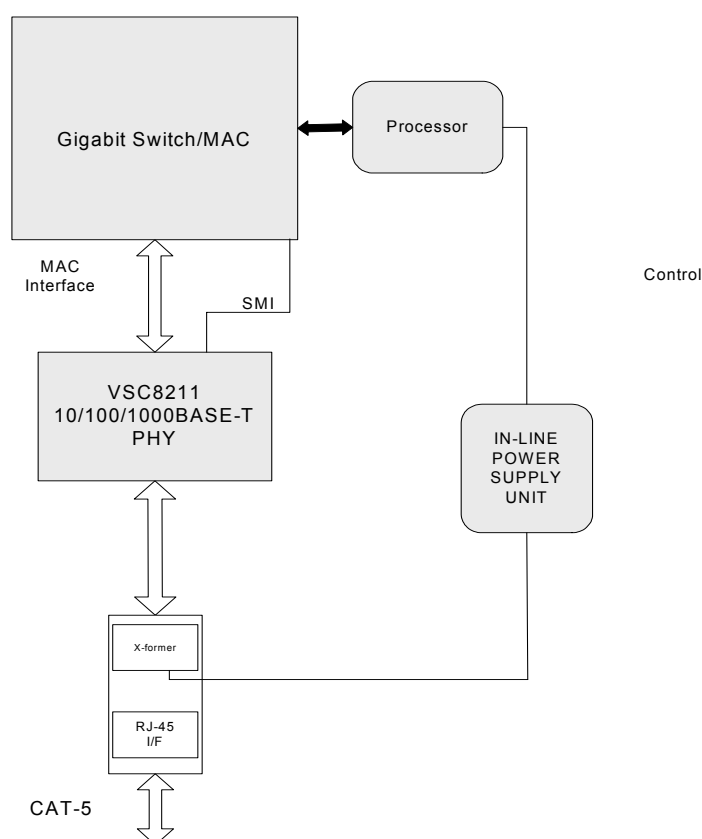 Gigabit Switch/MAC
Processor
MAC
Interface
Control
SMI
VSC8211
10/100/1000BASE-T
PHY
IN-LINE
POWER
SUPPLY
UNIT
X-former
RJ-45
I/F
CAT-5